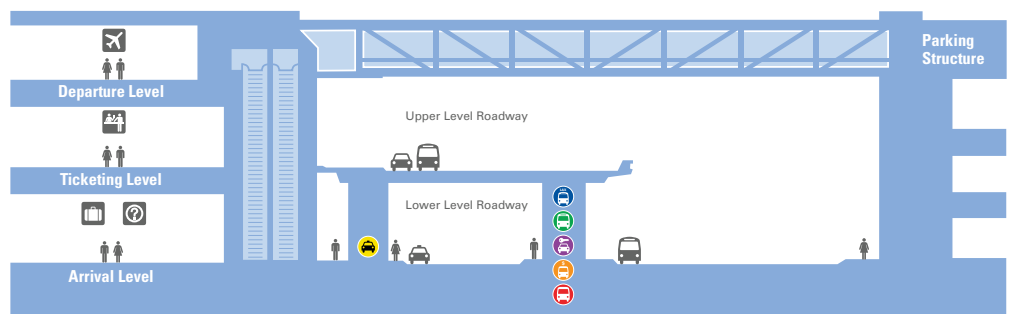 Parking
Structure
Departure Level
Upper Level Roadway
Ticketing Level
Lower Level Roadway
Arrival Level